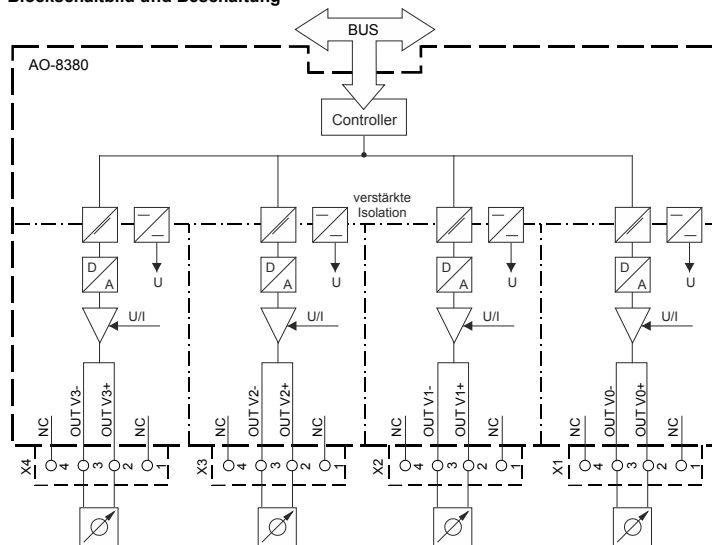 Blockschaltbild und Beschaltung
BUS
AO-8380
Controller
verstärkte
Isolation
D
A
U
D
A
U
D
A
U
D
A
U
U/I
U/I
U/I
U/I
NC
OUT V3-
OUT V3+
NC
NC
OUT V2-
OUT V2+
NC
NC
OUT V1-
OUT V1+
NC
NC
OUT V0-
OUT V0+
NC
X4
4
3
2
1
X3
4
3
2
1
X2
4
3
2
1
X1
4
3
2
1